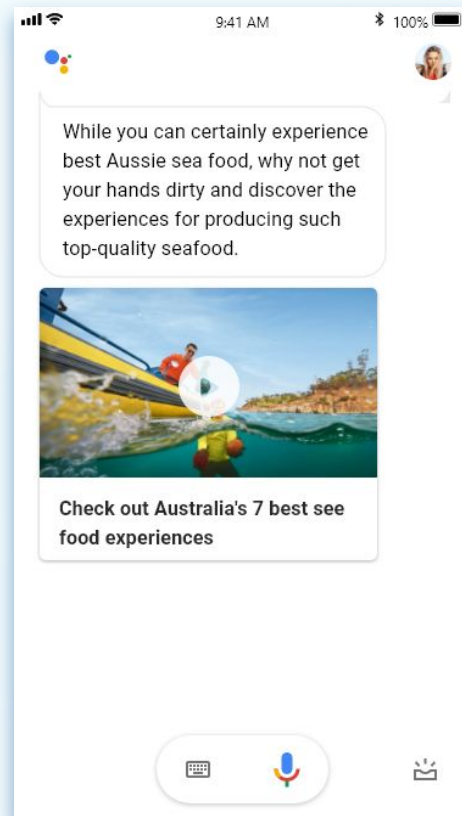 9:41 AM
100%
While you can certainly experience
best Aussie sea food, why not get
your hands dirty and discover the
experiences for producing such
top-quality seafood.
Check out Australia's 7 best see
food experiences